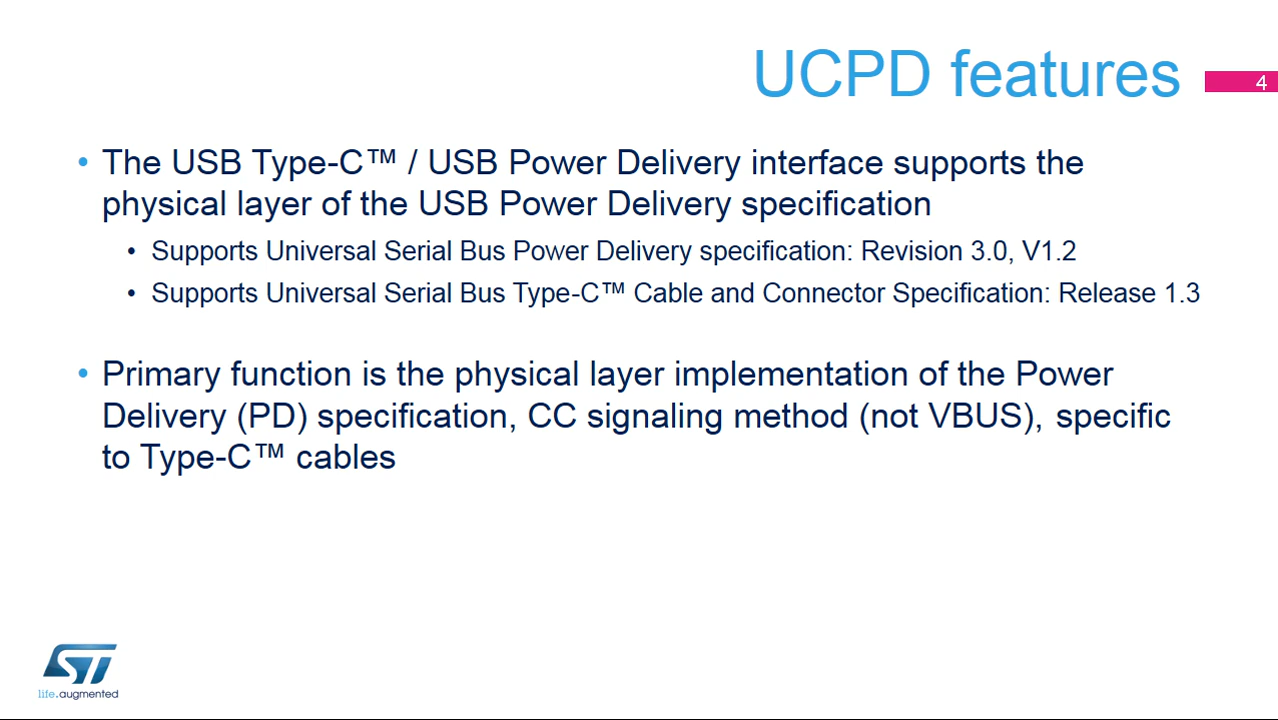 UCPD features
4
• The USB Type-C™ / USB Power Delivery interface supports the
physical layer of the USB Power Delivery specification
• Supports Universal Serial Bus Power Delivery specification: Revision 3.0, V1.2
• Supports Universal Serial Bus Type-C™ Cable and Connector Specification: Release 1.3
• Primary function is the physical layer implementation of the Power
Delivery (PD) specification, CC signaling method (not VBUS), specific
to Type-C™ cables
ST
life.augmented